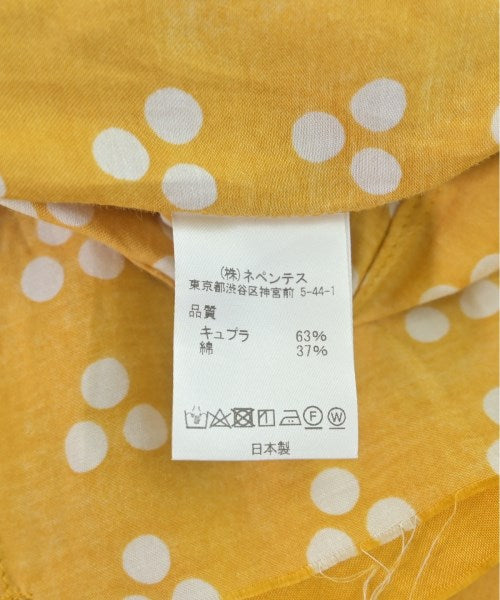 (株)ネペンテス
東京都渋谷区神宮前 5-44-1
品質
キュプラ 63%
綿 37%
F W
日本製